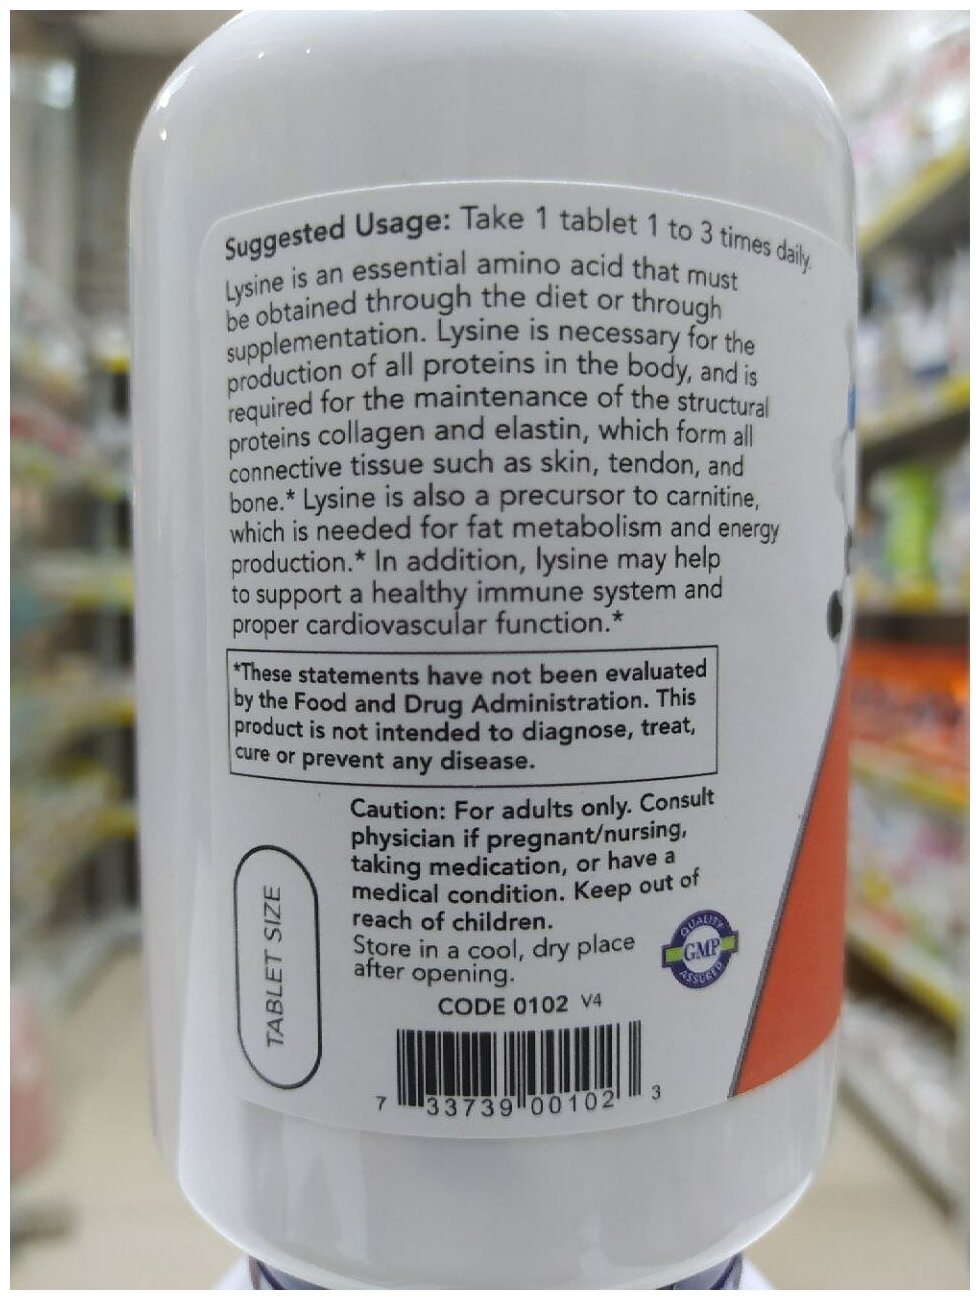 Suggested Usage: Take 1 tablet 1 to 3 times daily.
Lysine is an essential amino acid that must
be obtained through the diet or through
supplementation. Lysine is necessary for the
production of all proteins in the body, and is
required for the maintenance of the structural
proteins collagen and elastin, which form all
connective tissue such as skin, tendon, and
bone.* Lysine is also a precursor to carnitine,
which is needed for fat metabolism and energy
production.* In addition, lysine may help
to support a healthy immune system and
proper cardiovascular function.*
*These statements have not been evaluated
by the Food and Drug Administration. This
product is not intended to diagnose, treat,
cure or prevent any disease.
Caution: For adults only. Consult
physician if pregnant/nursing,
taking medication, or have a
medical condition. Keep out of
reach of children.
Store in a cool, dry place
after opening.
TABLET SIZE
QUALITY
GMP
ASSURED
CODE 0102 V4
7 33739 00102 3